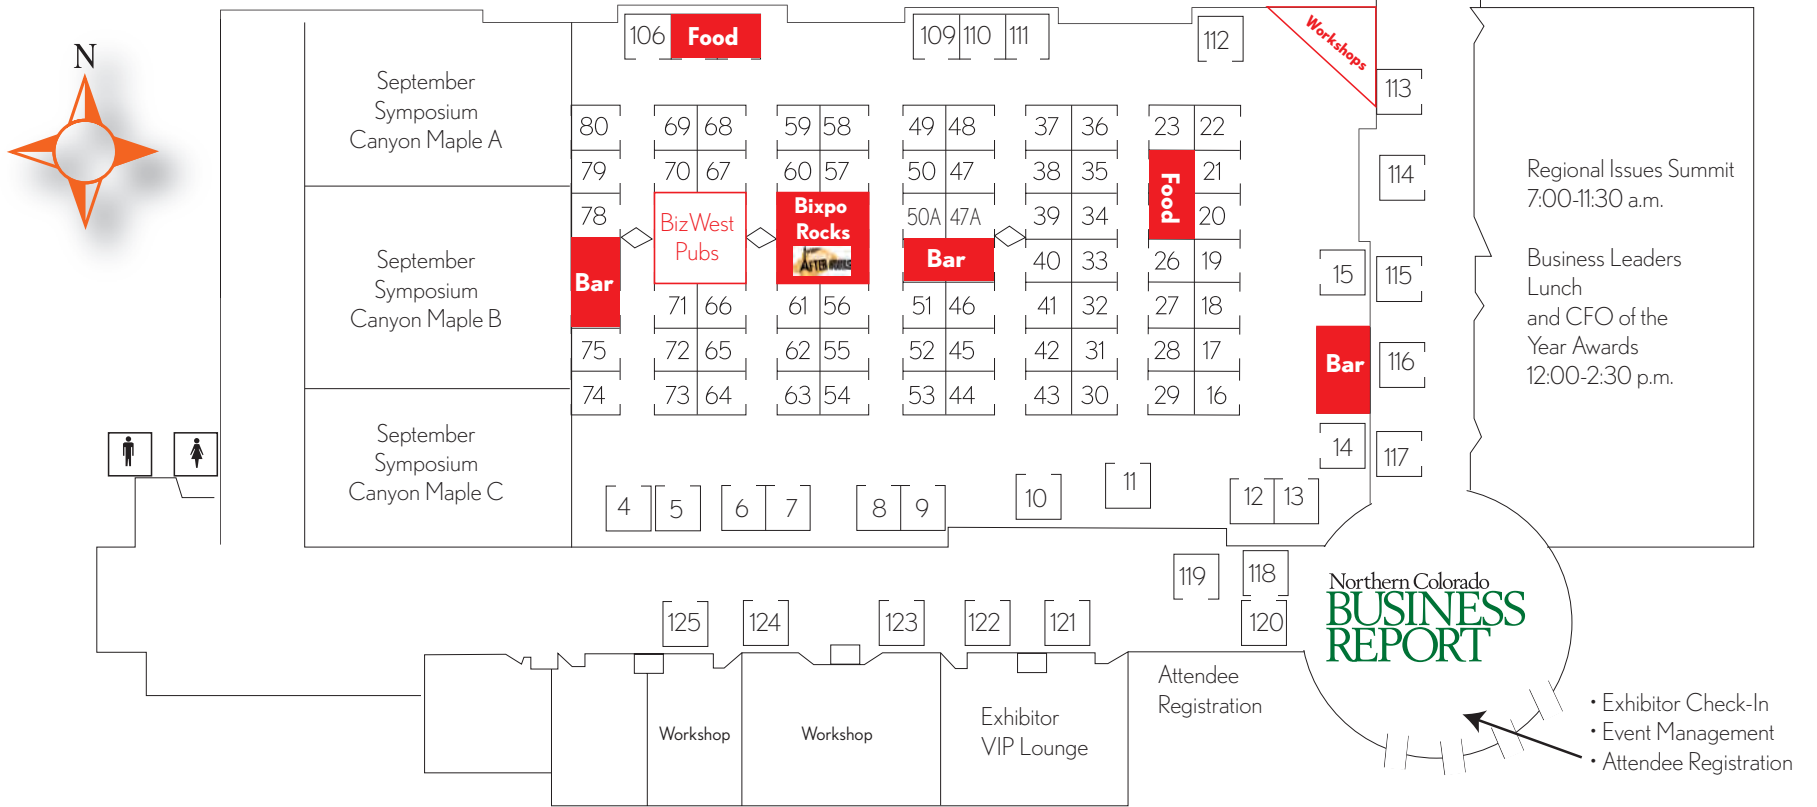 N
September
Symposium
Canyon Maple A
September
Symposium
Canyon Maple B
September
Symposium
Canyon Maple C
106 Food
109 110 111
112
Workshops
113
114
115
116
117
80 69 68 59 58 49 48 37 36 23 22
79 70 67 60 57 50 47 38 35 Food 21
78 BizWest
Pubs
Bixpo
Rocks
AFTER
50A 47A 39 34 20
Bar
Bar
40 33 26 19
15
71 66 61 56 51 46 41 32 27 18
75 72 65 62 55 52 45 42 31 28 17
Bar
74 73 64 63 54 53 44 43 30 29 16
14
4 5 6 7 8 9 10 11 12 13
Regional Issues Summit
7:00-11:30 a.m.
Business Leaders
Lunch
and CFO of the
Year Awards
12:00-2:30 p.m.
119 118
125 124 123 122 121 120
Northern Colorado
BUSINESS
REPORT
Attendee
Registration
Workshop
Workshop
Exhibitor
VIP Lounge
• Exhibitor Check-In
• Event Management
• Attendee Registration